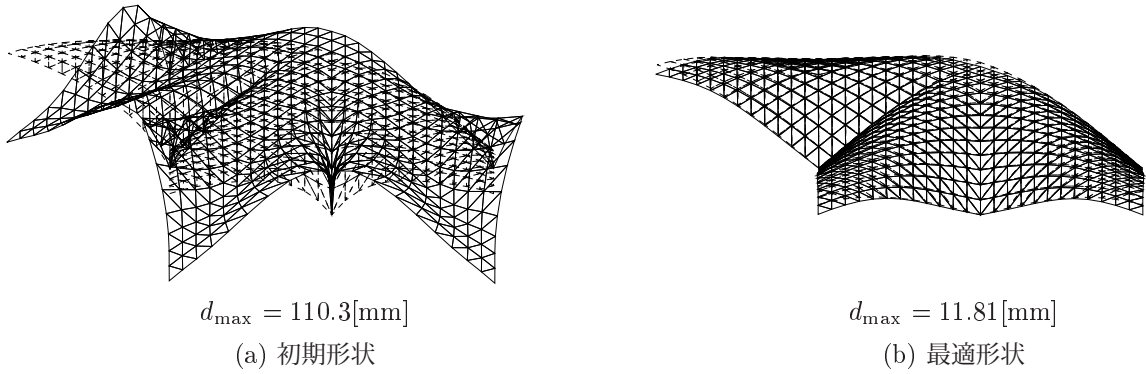 d_max = 110.3[mm]
(a) 初期形状
d_max = 11.81[mm]
(b) 最適形状